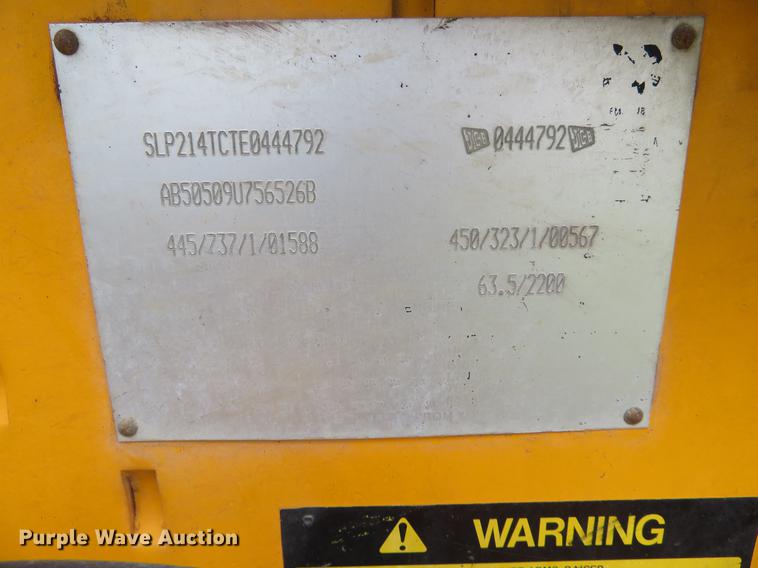 SLP214TCTE0444792
JCB 0444792 JCB
AB50509U756526B
445/737/1/01588
450/323/1/00567
63.5/2200
WARNING
Purple Wave Auction